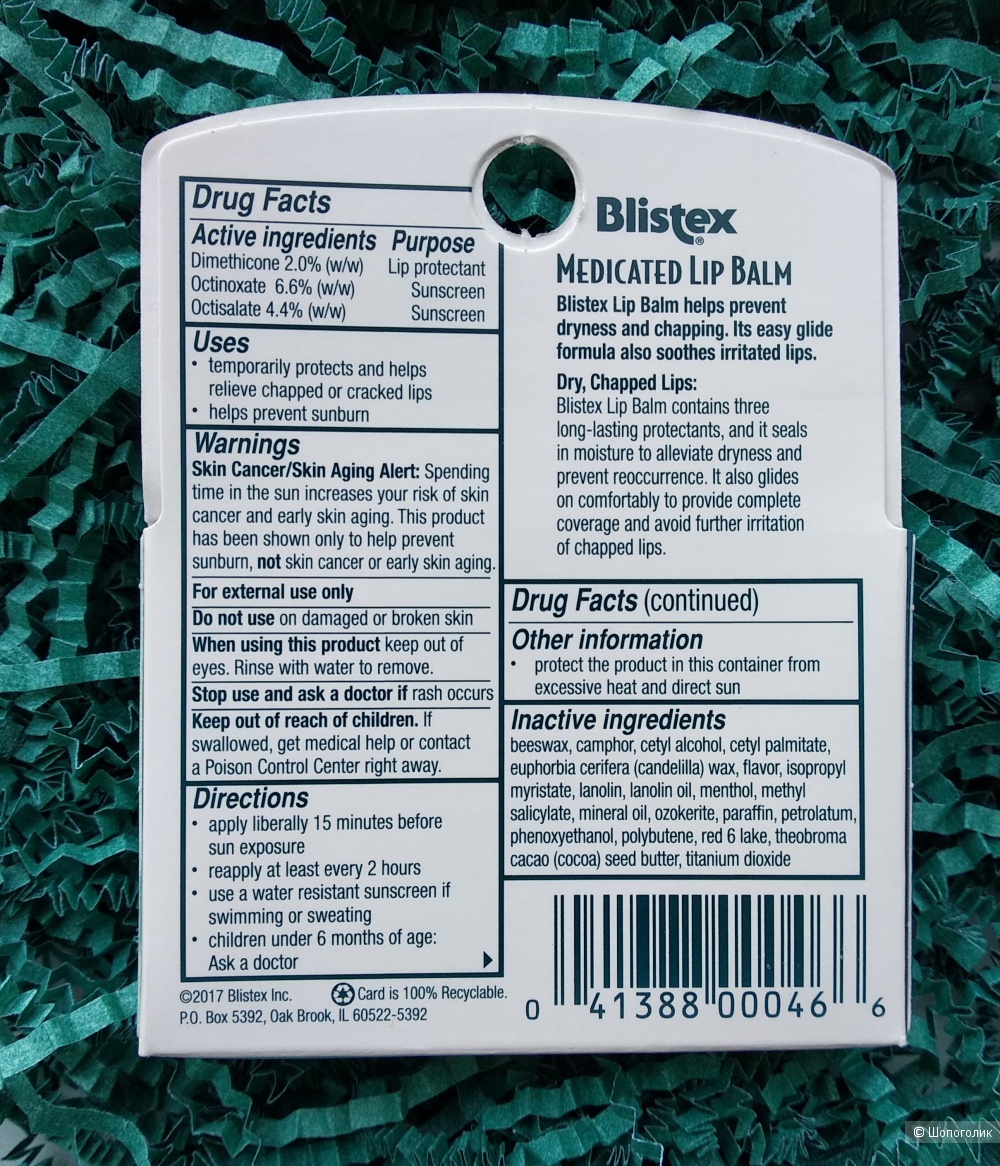 Drug Facts
Active ingredients Purpose
Dimethicone 2.0% (w/w) Lip protectant
Octinoxate 6.6% (w/w) Sunscreen
Octisalate 4.4% (w/w) Sunscreen
Uses
• temporarily protects and helps
relieve chapped or cracked lips
• helps prevent sunburn
Warnings
Skin Cancer/Skin Aging Alert: Spending
time in the sun increases your risk of skin
cancer and early skin aging. This product
has been shown only to help prevent
sunburn, not skin cancer or early skin aging.
For external use only
Do not use on damaged or broken skin
When using this product keep out of
eyes. Rinse with water to remove.
Stop use and ask a doctor if rash occurs
Keep out of reach of children. If
swallowed, get medical help or contact
a Poison Control Center right away.
Directions
• apply liberally 15 minutes before
sun exposure
• reapply at least every 2 hours
• use a water resistant sunscreen if
swimming or sweating
• children under 6 months of age:
Ask a doctor
©2017 Blistex Inc. Card is 100% Recyclable.
P.O. Box 5392, Oak Brook, IL 60522-5392
Blistex®
MEDICATED LIP BALM
Blistex Lip Balm helps prevent
dryness and chapping. Its easy glide
formula also soothes irritated lips.
Dry, Chapped Lips:
Blistex Lip Balm contains three
long-lasting protectants, and it seals
in moisture to alleviate dryness and
prevent reoccurrence. It also glides
on comfortably to provide complete
coverage and avoid further irritation
of chapped lips.
Drug Facts (continued)
Other information
• protect the product in this container from
excessive heat and direct sun
Inactive ingredients
beeswax, camphor, cetyl alcohol, cetyl palmitate,
euphorbia cerifera (candelilla) wax, flavor, isopropyl
myristate, lanolin, lanolin oil, menthol, methyl
salicylate, mineral oil, ozokerite, paraffin, petrolatum,
phenoxyethanol, polybutene, red 6 lake, theobroma
cacao (cocoa) seed butter, titanium dioxide
0 41388 00046 6
© Шопоголик